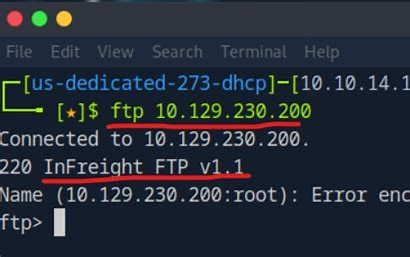 File Edit View Search Terminal Help
[us-dedicated-273-dhcp]-[10.10.14.1
[★]$ ftp 10.129.230.200
Connected to 10.129.230.200.
220 InFreight FTP v1.1
Name (10.129.230.200:root): Error enc
ftp>